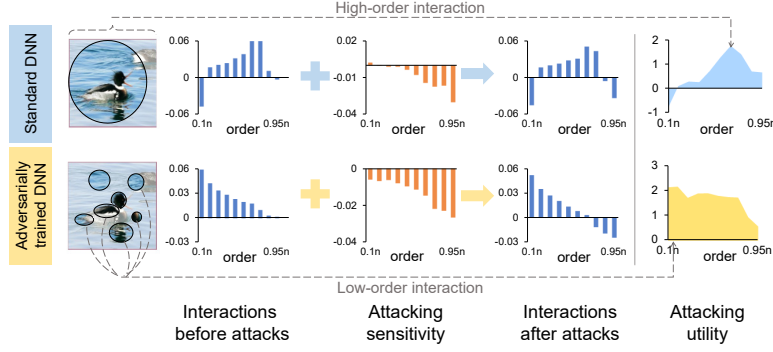 High-order interaction
Standard DNN
0.06
0
-0.06
0.1n
order
0.95n
0.02
-0.01
-0.04
0.1n
order
0.95n
0.06
0
-0.06
0.1n
order
0.95n
2
1
0
-1
0.1n
order
0.95n
Adversarially
trained DNN
0.06
0.03
0
-0.03
0.1n
order
0.95n
0
-0.02
-0.04
0.1n
order
0.95n
0.06
0.03
0
-0.03
0.1n
order
0.95n
3
2
1
0
0.1n
order
0.95n
Low-order interaction
Interactions
before attacks
Attacking
sensitivity
Interactions
after attacks
Attacking
utility